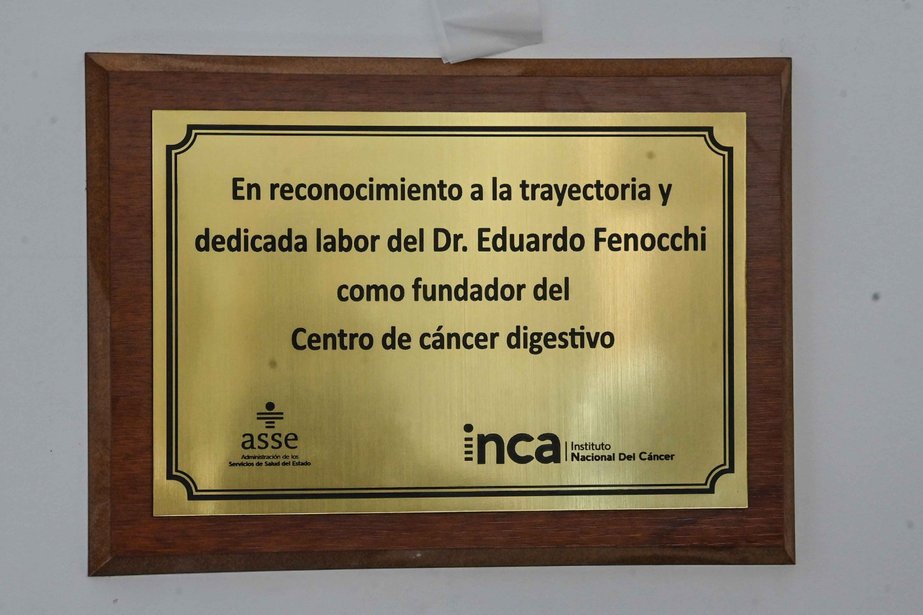 En reconocimiento a la trayectoria y
dedicada labor del Dr. Eduardo Fenocchi
como fundador del
Centro de cáncer digestivo
asse
Administración de los
Servicios de Salud del Estado
inca
Instituto
Nacional Del Cáncer